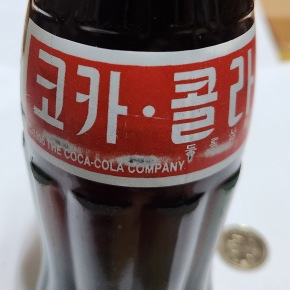 코카·콜라
THE COCA-COLA COMPANY